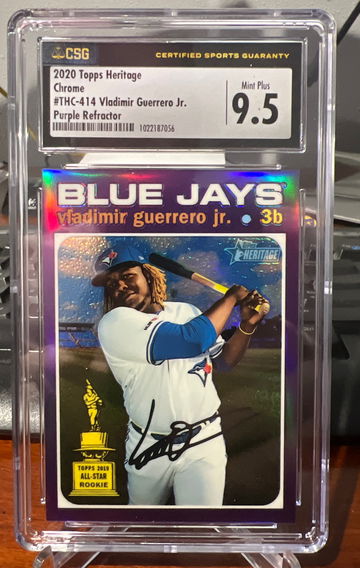 CSG
CERTIFIED SPORTS GUARANTY
2020 Topps Heritage
Chrome
#THC-414 Vladimir Guerrero Jr.
Purple Refractor
1022187056
Mint Plus
9.5
BLUE JAYS
vladimir guerrero jr. 3b
HERITAGE
TOPPS 2019
ALL-STAR
ROOKIE